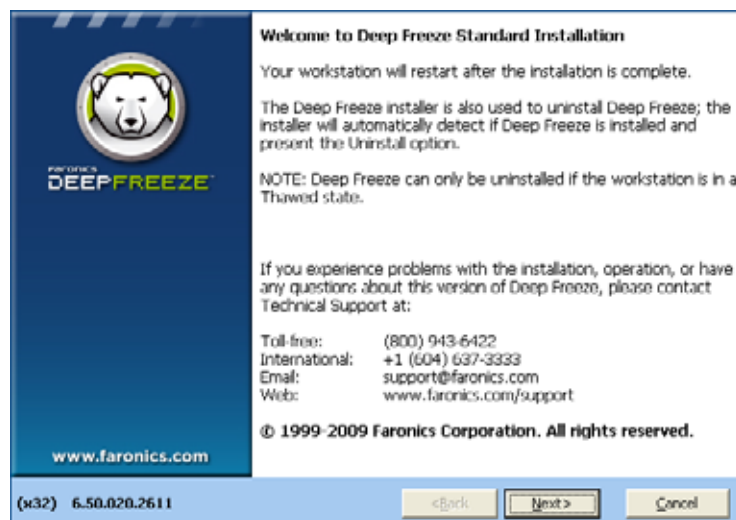 Welcome to Deep Freeze Standard Installation
Your workstation will restart after the installation is complete.
The Deep Freeze installer is also used to uninstall Deep Freeze; the
installer will automatically detect if Deep Freeze is installed and
present the Uninstall option.
NOTE: Deep Freeze can only be uninstalled if the workstation is in a
Thawed state.
If you experience problems with the installation, operation, or have
any questions about this version of Deep Freeze, please contact
Technical Support at:
Toll-free: (800) 943-6422
International: +1 (604) 637-3333
Email: support@faronics.com
Web: www.faronics.com/support
© 1999-2009 Faronics Corporation. All rights reserved.
FARONICS
DEEPFREEZE
www.faronics.com
(x32) 6.50.020.2611
<Back
Next>
Cancel